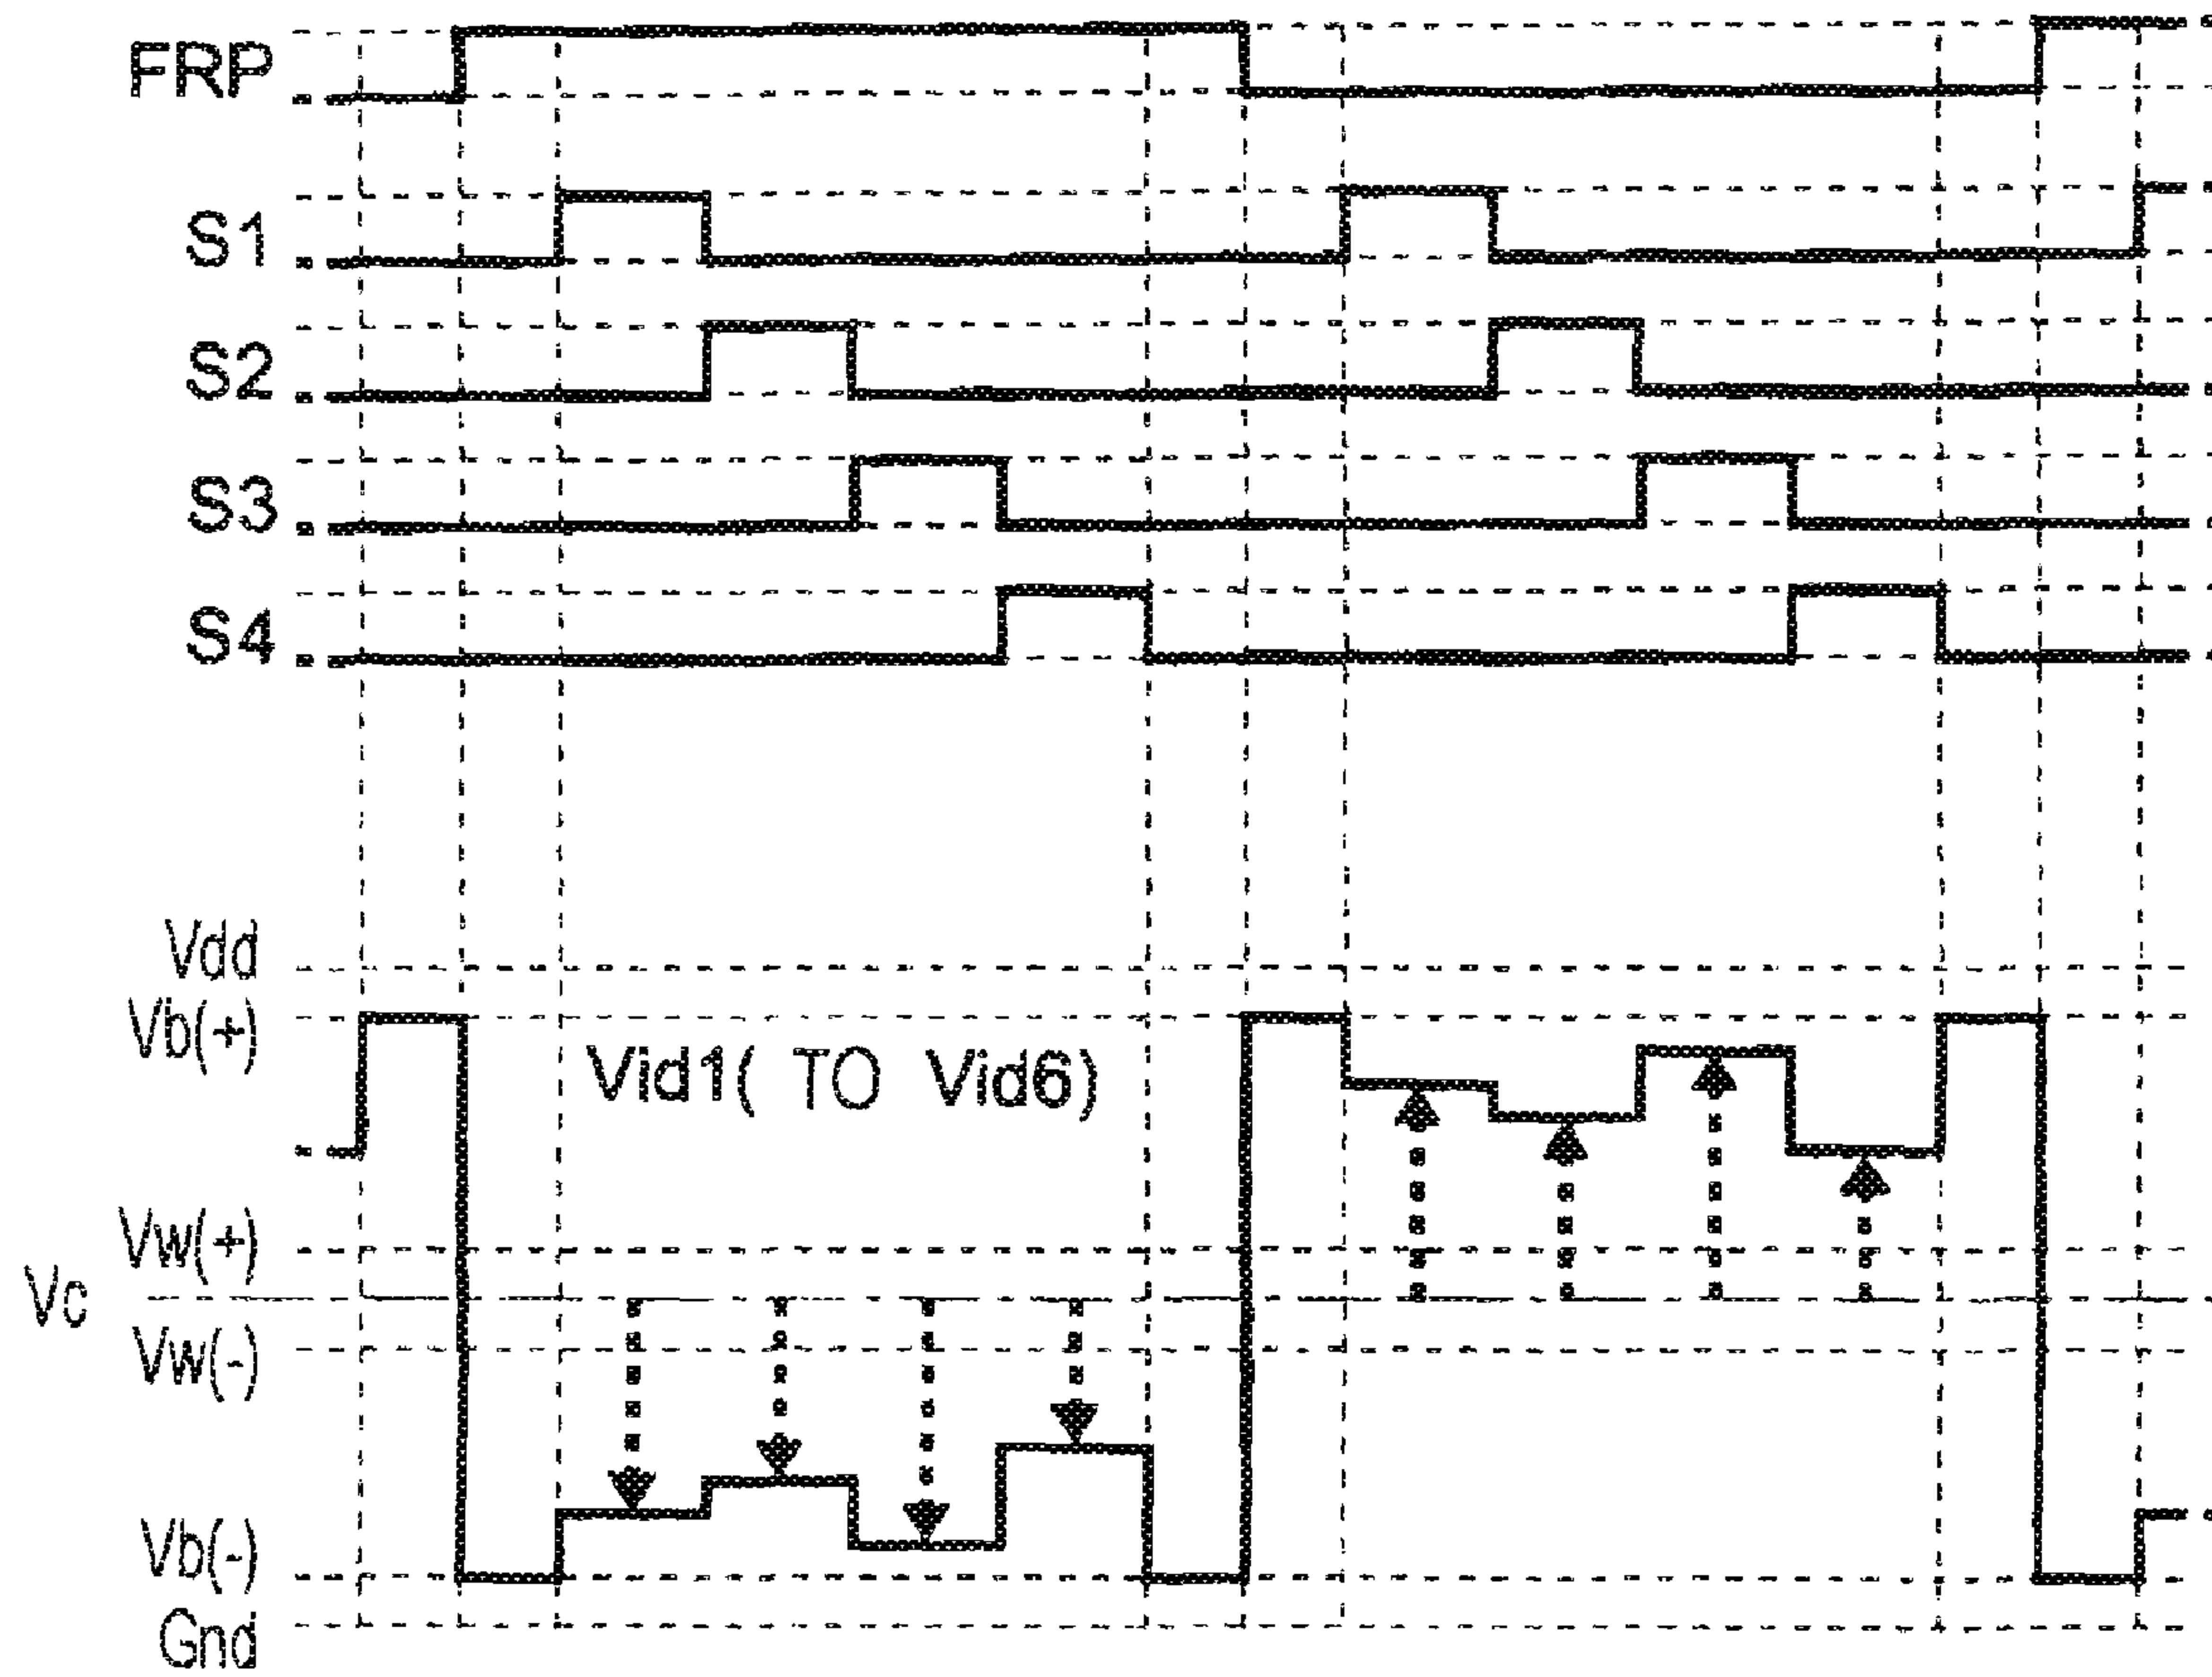 FRP
S1
S2
S3
S4
Vdd
Vb(+)
Vid1( TO Vid6)
Vw(+)
Vc
Vw(-)
Vb(-)
Gnd